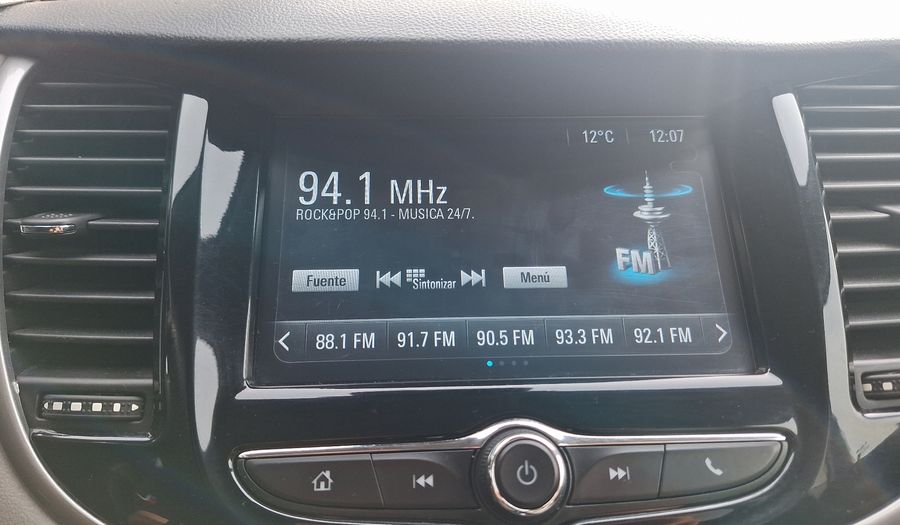 12°C 12:07
94.1 MHz
ROCK&POP 94.1 - MUSICA 24/7.
FM
Fuente Sintonizar Menú
88.1 FM 91.7 FM 90.5 FM 93.3 FM 92.1 FM